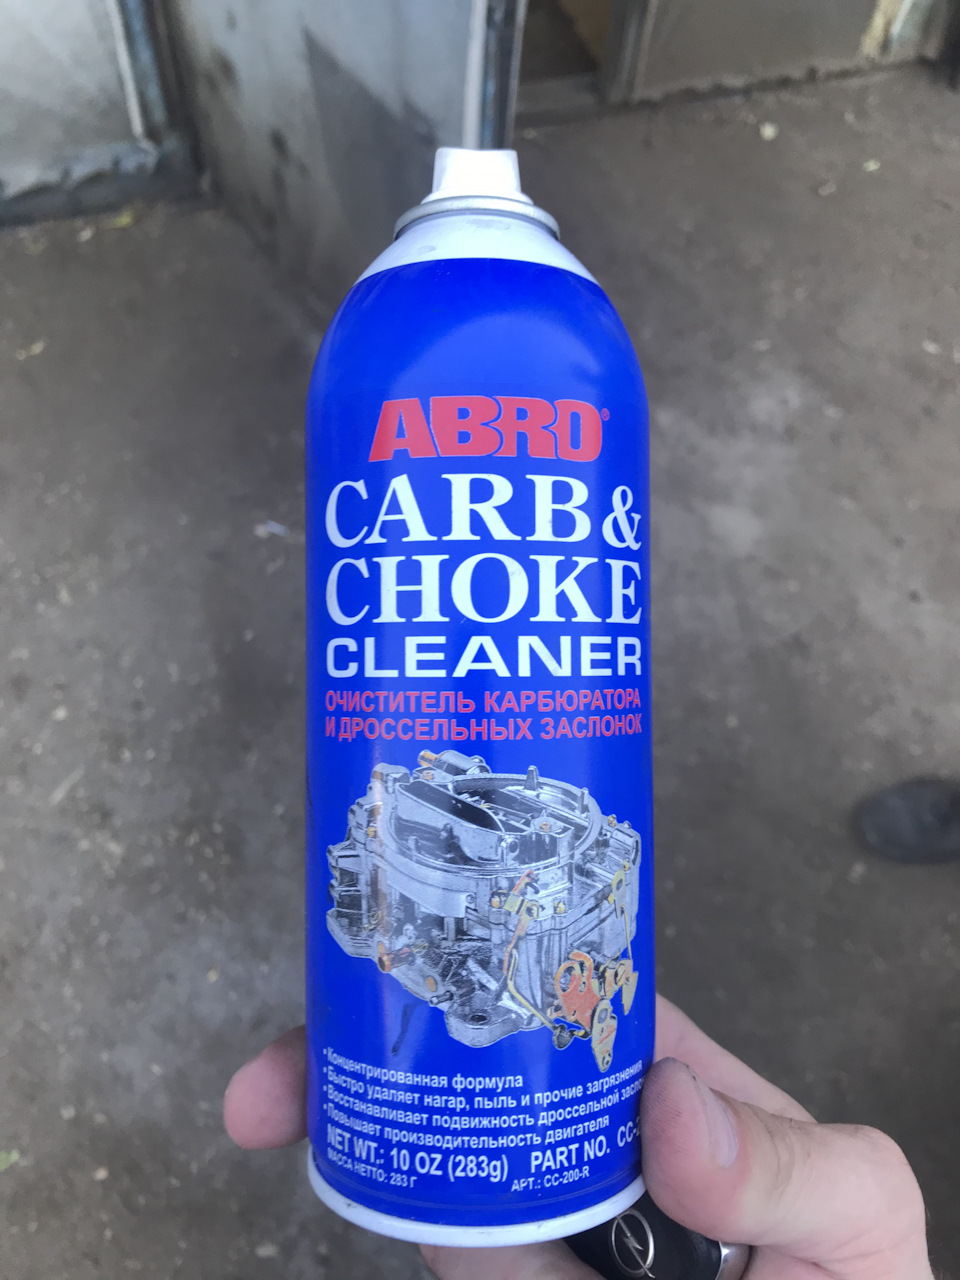 ABRO®
CARB &
CHOKE
CLEANER
ОЧИСТИТЕЛЬ КАРБЮРАТОРА
И ДРОССЕЛЬНЫХ ЗАСЛОНОК
• Концентрированная формула
• Быстро удаляет нагар, пыль и прочие загрязнения
• Восстанавливает подвижность дроссельной
• Повышает производительность двигателя
NET WT.: 10 OZ (283g) PART NO.
МАССА НЕТТО: 283 Г АРТ.: CC-200-R